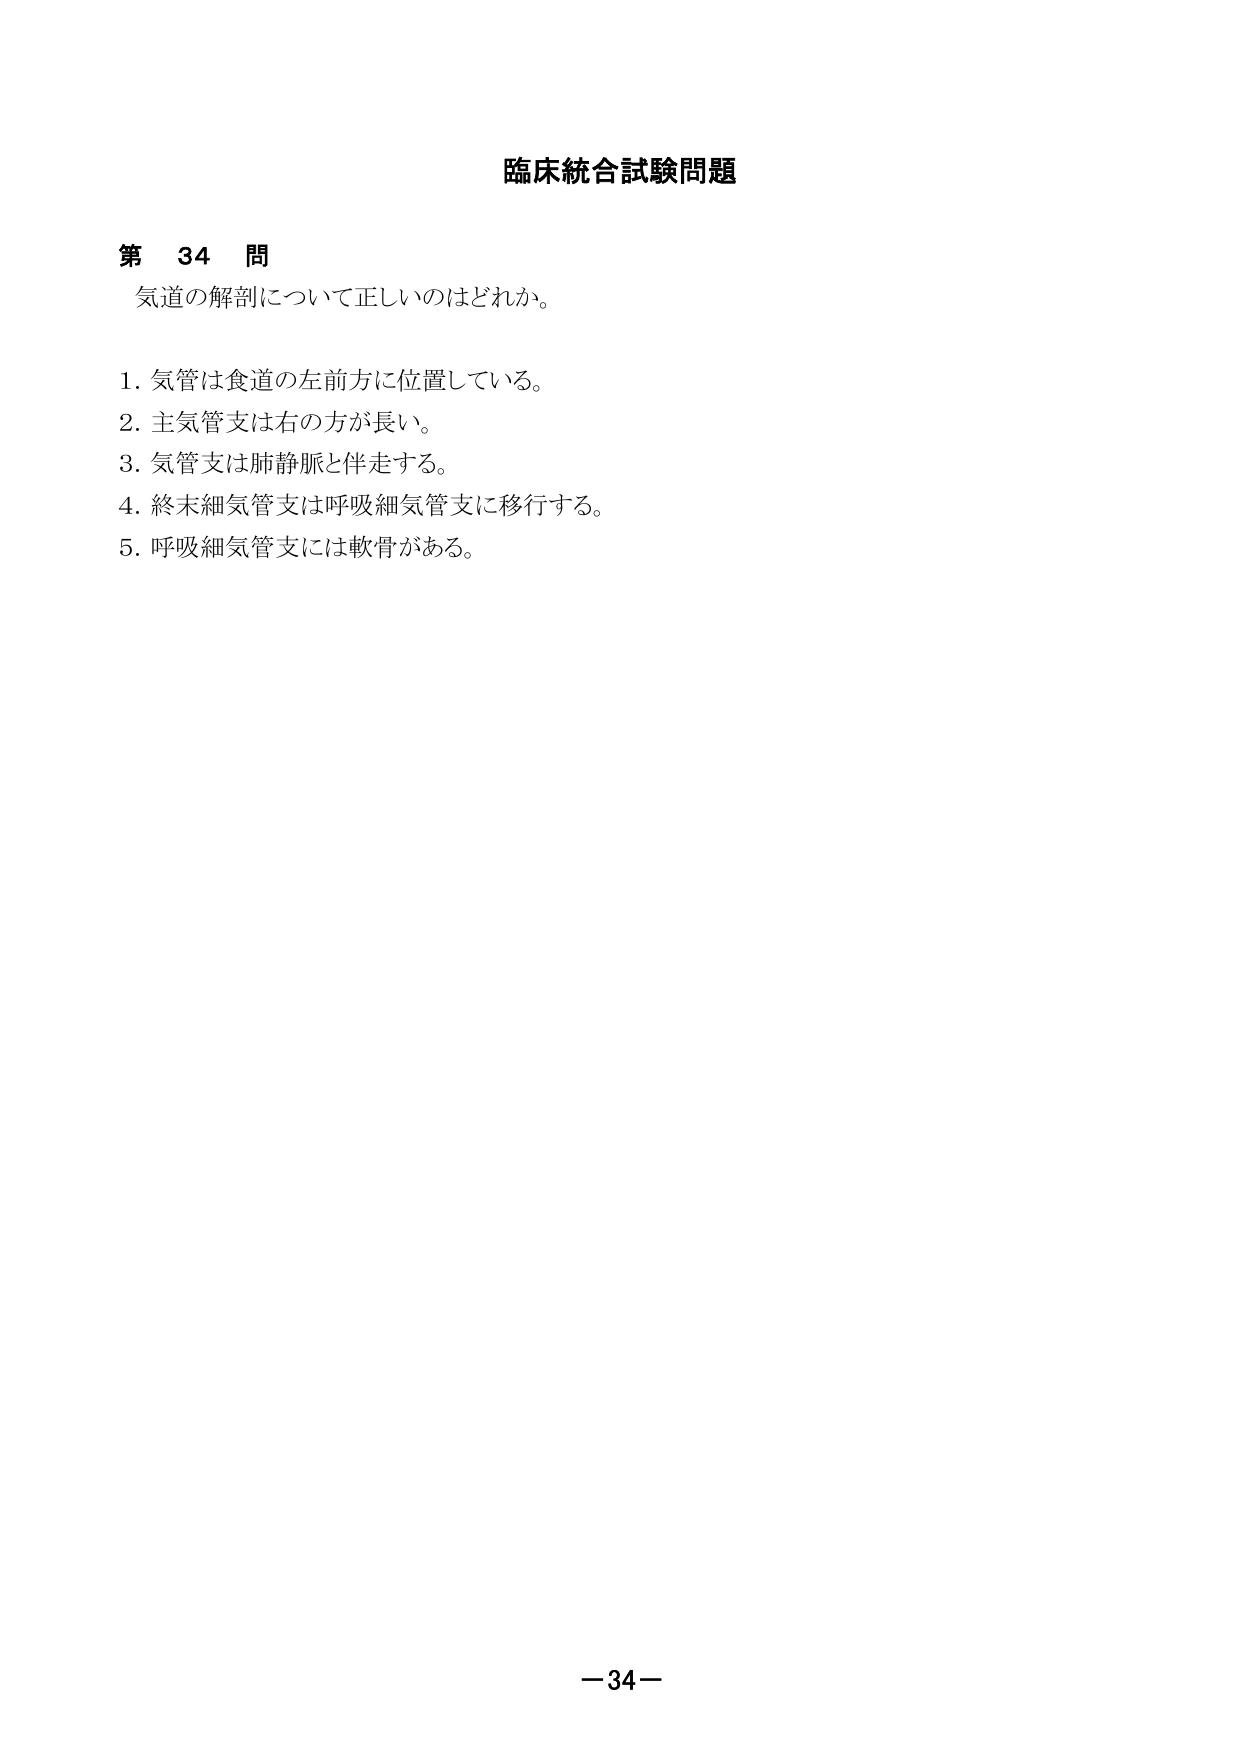 臨床統合試験問題
第 34 問
気道の解剖について正しいのはどれか。
1. 気管は食道の左前方に位置している。
2. 主気管支は右の方が長い。
3. 気管支は肺静脈と伴走する。
4. 終末細気管支は呼吸細気管支に移行する。
5. 呼吸細気管支には軟骨がある。
－34－